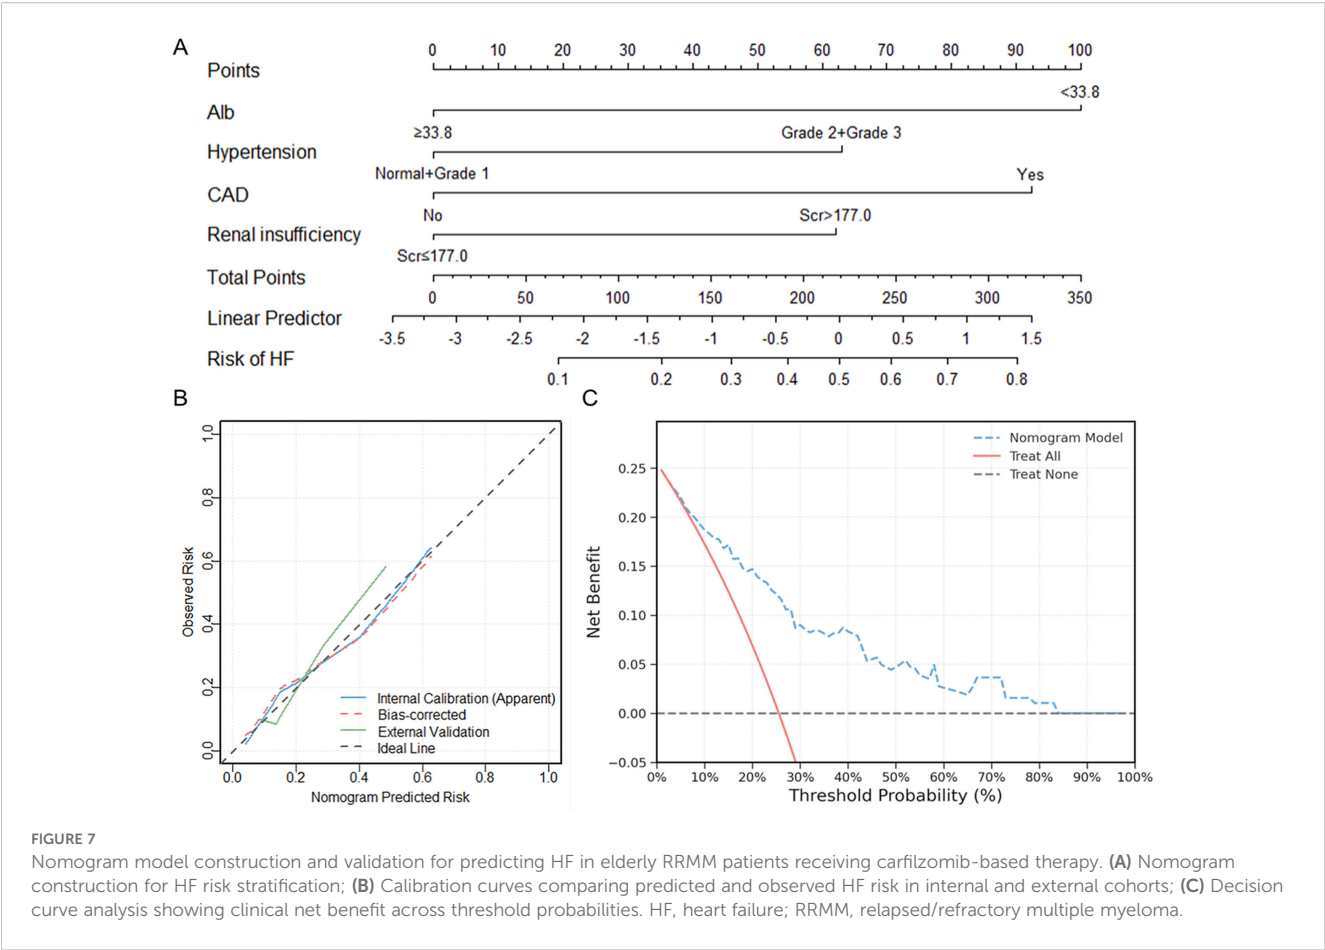 A
0 10 20 30 40 50 60 70 80 90 100
Points
<33.8
Alb
≥33.8 Grade 2+Grade 3
Hypertension
Normal+Grade 1 Yes
CAD
No Scr>177.0
Renal insufficiency
Scr≤177.0
Total Points
0 50 100 150 200 250 300 350
Linear Predictor
-3.5 -3 -2.5 -2 -1.5 -1 -0.5 0 0.5 1 1.5
Risk of HF
0.1 0.2 0.3 0.4 0.5 0.6 0.7 0.8
B
Observed Risk
1.0
0.8
0.6
0.4
0.2
0.0
Internal Calibration (Apparent)
Bias-corrected
External Validation
Ideal Line
0.0 0.2 0.4 0.6 0.8 1.0
Nomogram Predicted Risk
C
Net Benefit
0.25
0.20
0.15
0.10
0.05
0.00
−0.05
Nomogram Model
Treat All
Treat None
0% 10% 20% 30% 40% 50% 60% 70% 80% 90% 100%
Threshold Probability (%)
FIGURE 7
Nomogram model construction and validation for predicting HF in elderly RRMM patients receiving carfilzomib-based therapy. (A) Nomogram
construction for HF risk stratification; (B) Calibration curves comparing predicted and observed HF risk in internal and external cohorts; (C) Decision
curve analysis showing clinical net benefit across threshold probabilities. HF, heart failure; RRMM, relapsed/refractory multiple myeloma.